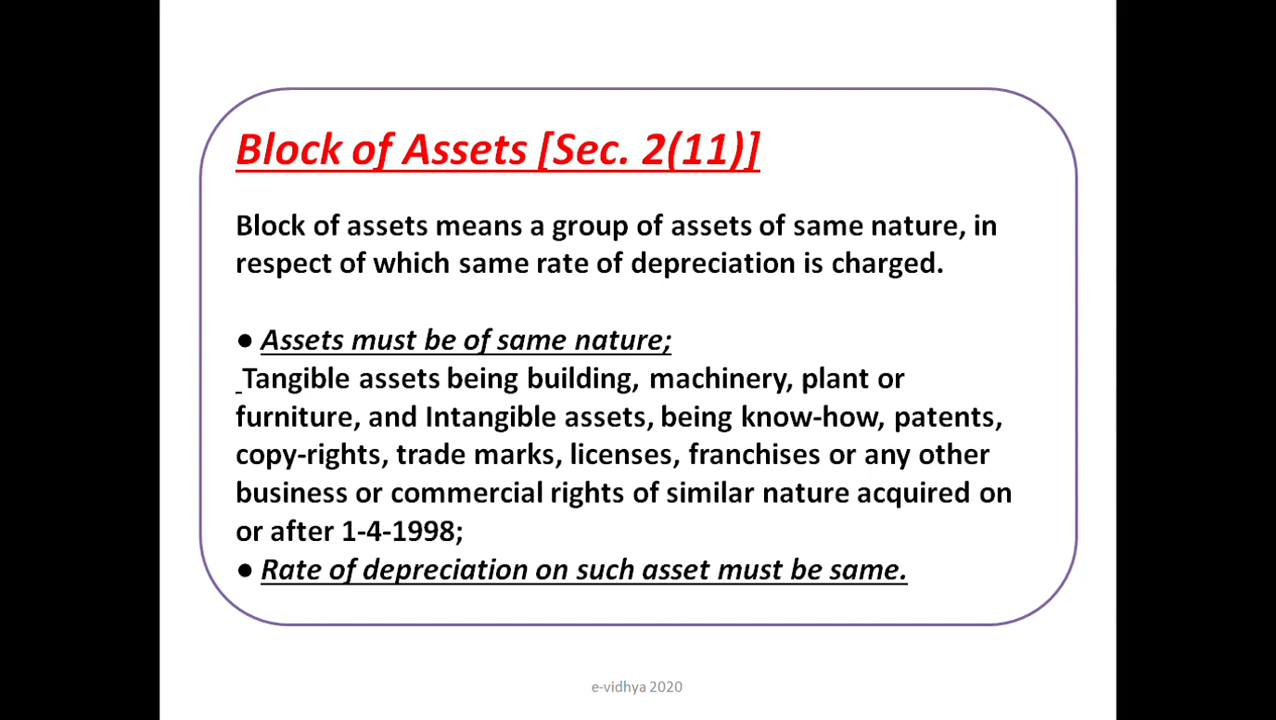 Block of Assets [Sec. 2(11)]
Block of assets means a group of assets of same nature, in
respect of which same rate of depreciation is charged.
● Assets must be of same nature;
Tangible assets being building, machinery, plant or
furniture, and Intangible assets, being know-how, patents,
copy-rights, trade marks, licenses, franchises or any other
business or commercial rights of similar nature acquired on
or after 1-4-1998;
● Rate of depreciation on such asset must be same.
e-vidhya 2020